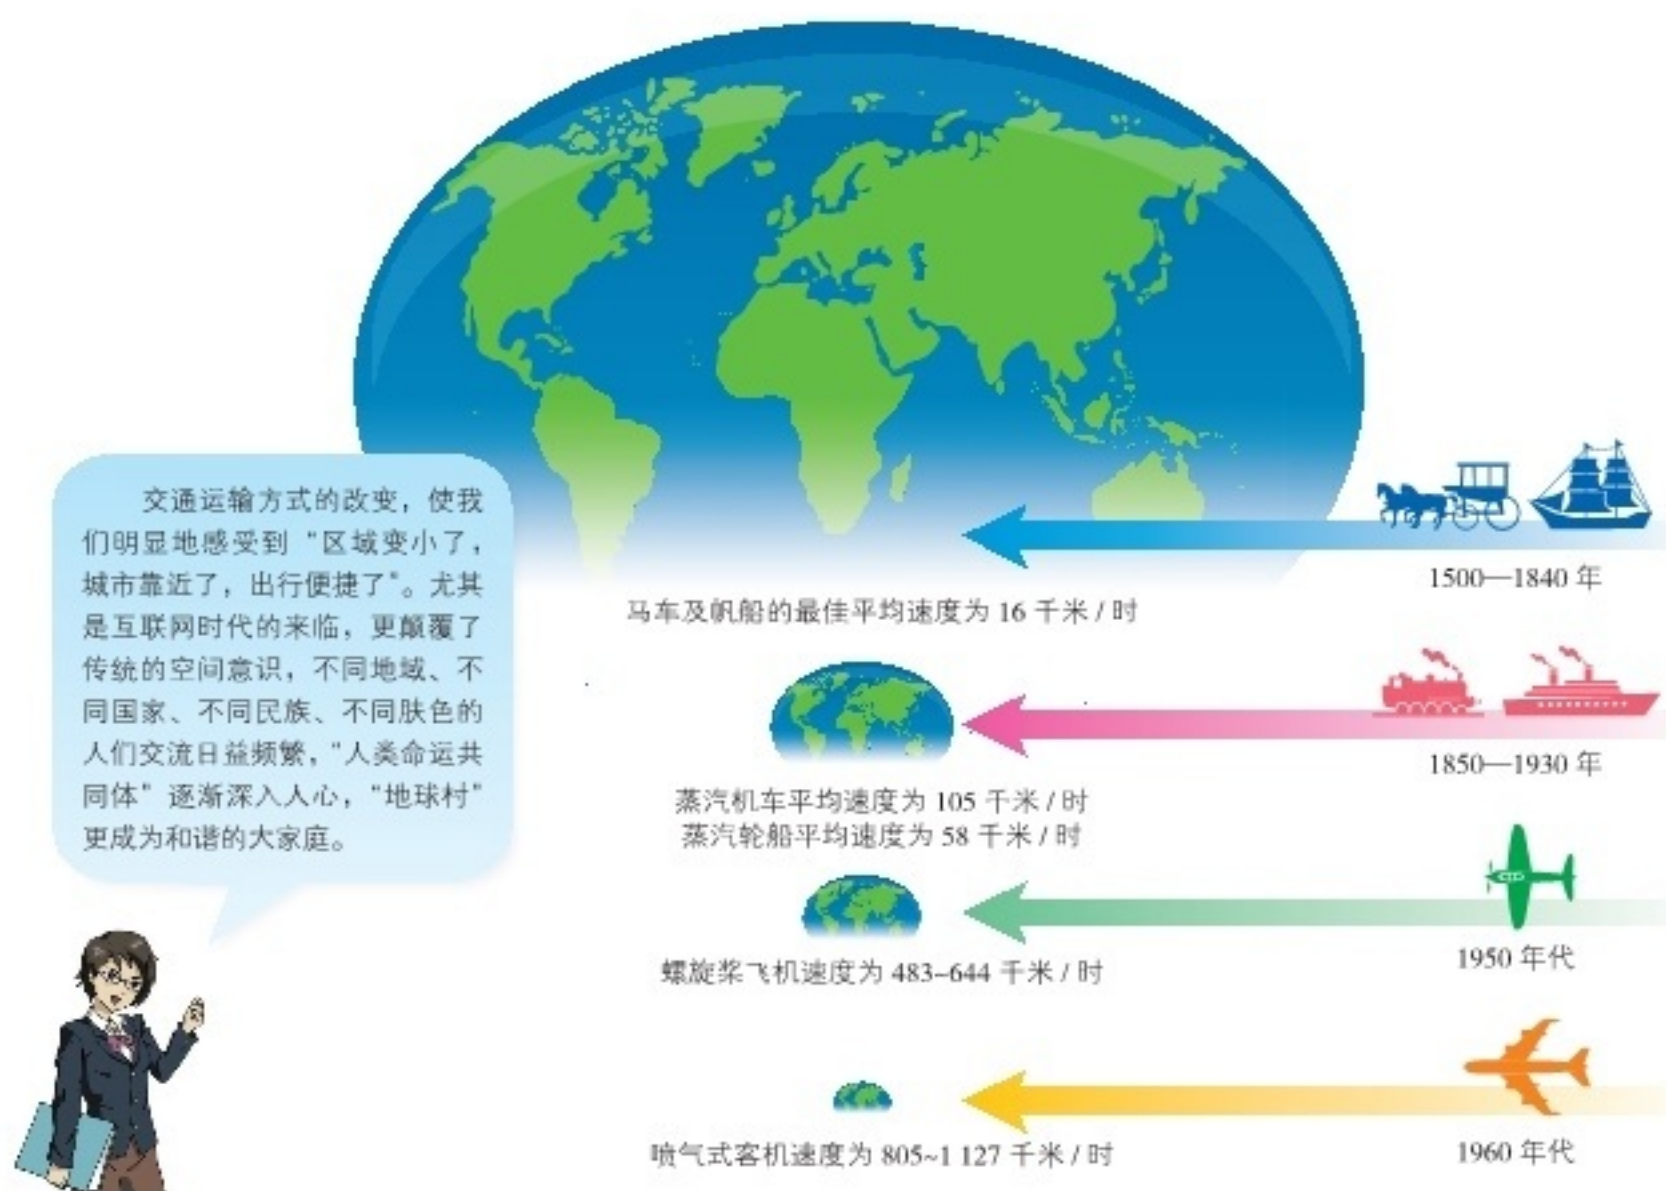 交通运输方式的改变，使我
们明显地感受到“区域变小了，
城市靠近了，出行便捷了”。尤其
是互联网时代的来临，更颠覆了
传统的空间意识，不同地域、不
同国家、不同民族、不同肤色的
人们交流日益频繁，“人类命运共
同体”逐渐深入人心，“地球村”
更成为和谐的大家庭。
1500—1840 年
马车及帆船的最佳平均速度为 16 千米 / 时
1850—1930 年
蒸汽机车平均速度为 105 千米 / 时
蒸汽轮船平均速度为 58 千米 / 时
1950 年代
螺旋桨飞机速度为 483~644 千米 / 时
1960 年代
喷气式客机速度为 805~1 127 千米 / 时